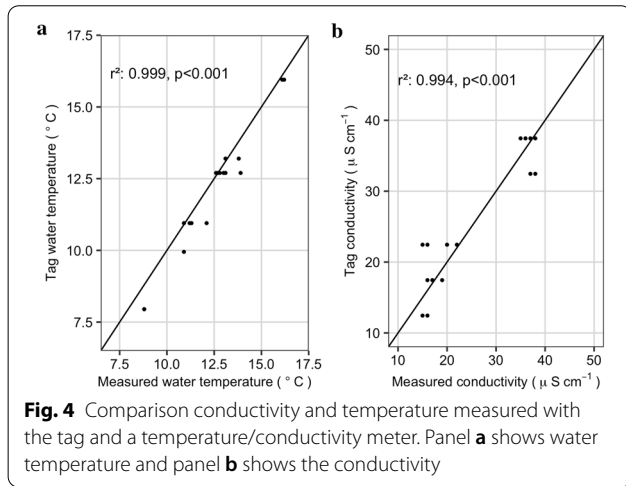 a
r²: 0.999, p<0.001
Tag water temperature ( ° C )
17.5
15.0
12.5
10.0
7.5
7.5 10.0 12.5 15.0 17.5
Measured water temperature ( ° C )
b
r²: 0.994, p<0.001
Tag conductivity ( μ S cm⁻¹ )
50
40
30
20
10
10 20 30 40 50
Measured conductivity ( μ S cm⁻¹ )
Fig. 4 Comparison conductivity and temperature measured with
the tag and a temperature/conductivity meter. Panel a shows water
temperature and panel b shows the conductivity